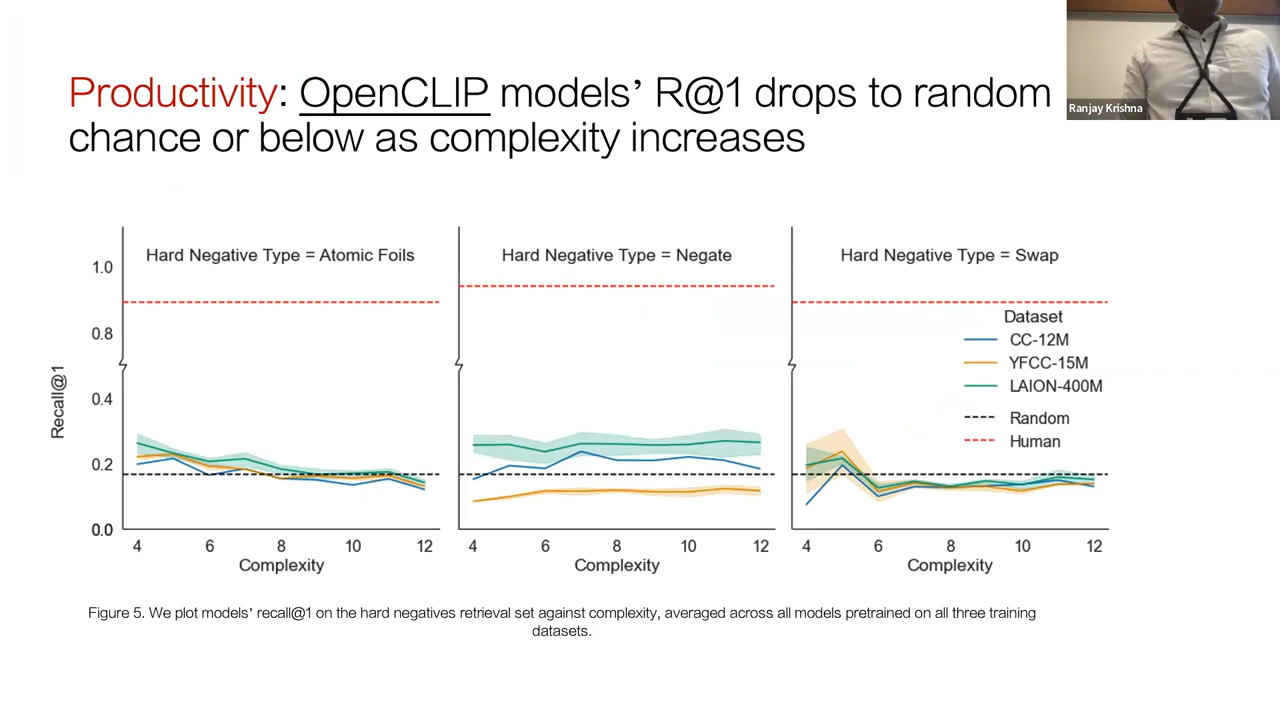 Productivity: OpenCLIP models’ R@1 drops to random
chance or below as complexity increases
Ranjay Krishna
Hard Negative Type = Atomic Foils
Hard Negative Type = Negate
Hard Negative Type = Swap
Recall@1
1.0
0.8
0.4
0.2
0.0
Dataset
CC-12M
YFCC-15M
LAION-400M
Random
Human
4 6 8 10 12
Complexity
4 6 8 10 12
Complexity
4 6 8 10 12
Complexity
Figure 5. We plot models’ recall@1 on the hard negatives retrieval set against complexity, averaged across all models pretrained on all three training
datasets.